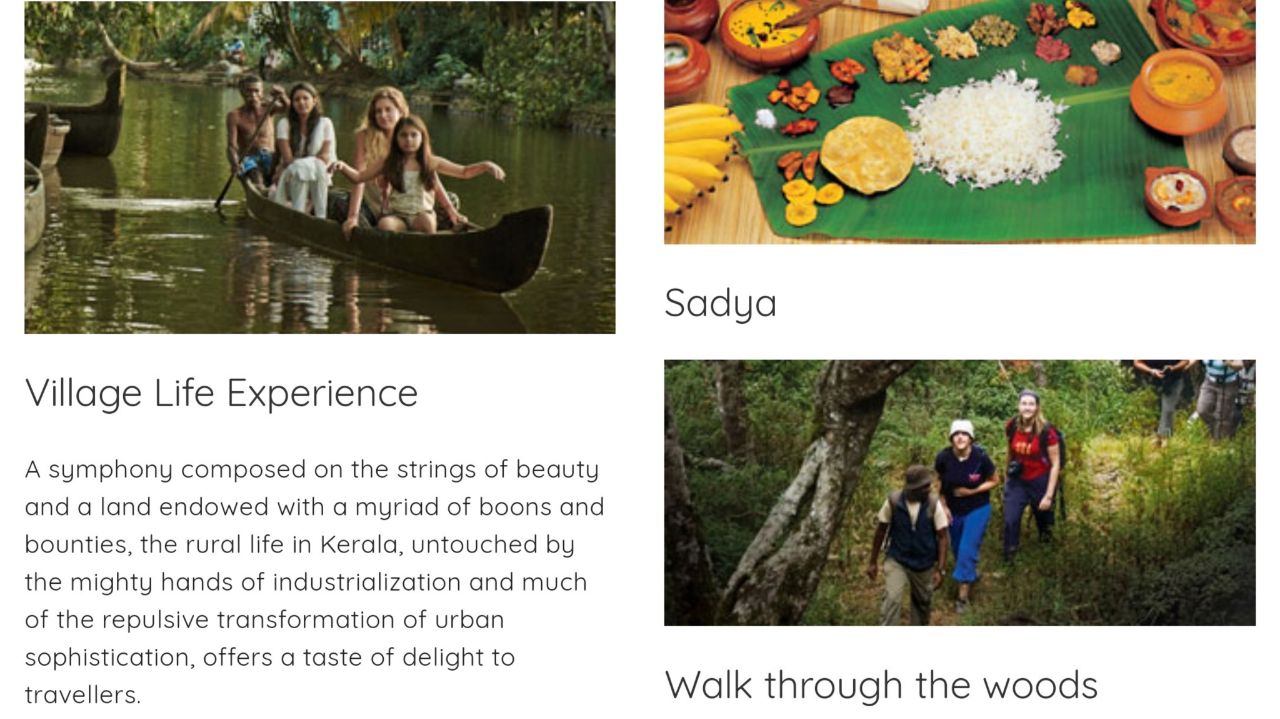 Village Life Experience
A symphony composed on the strings of beauty
and a land endowed with a myriad of boons and
bounties, the rural life in Kerala, untouched by
the mighty hands of industrialization and much
of the repulsive transformation of urban
sophistication, offers a taste of delight to
travellers.
Sadya
Walk through the woods